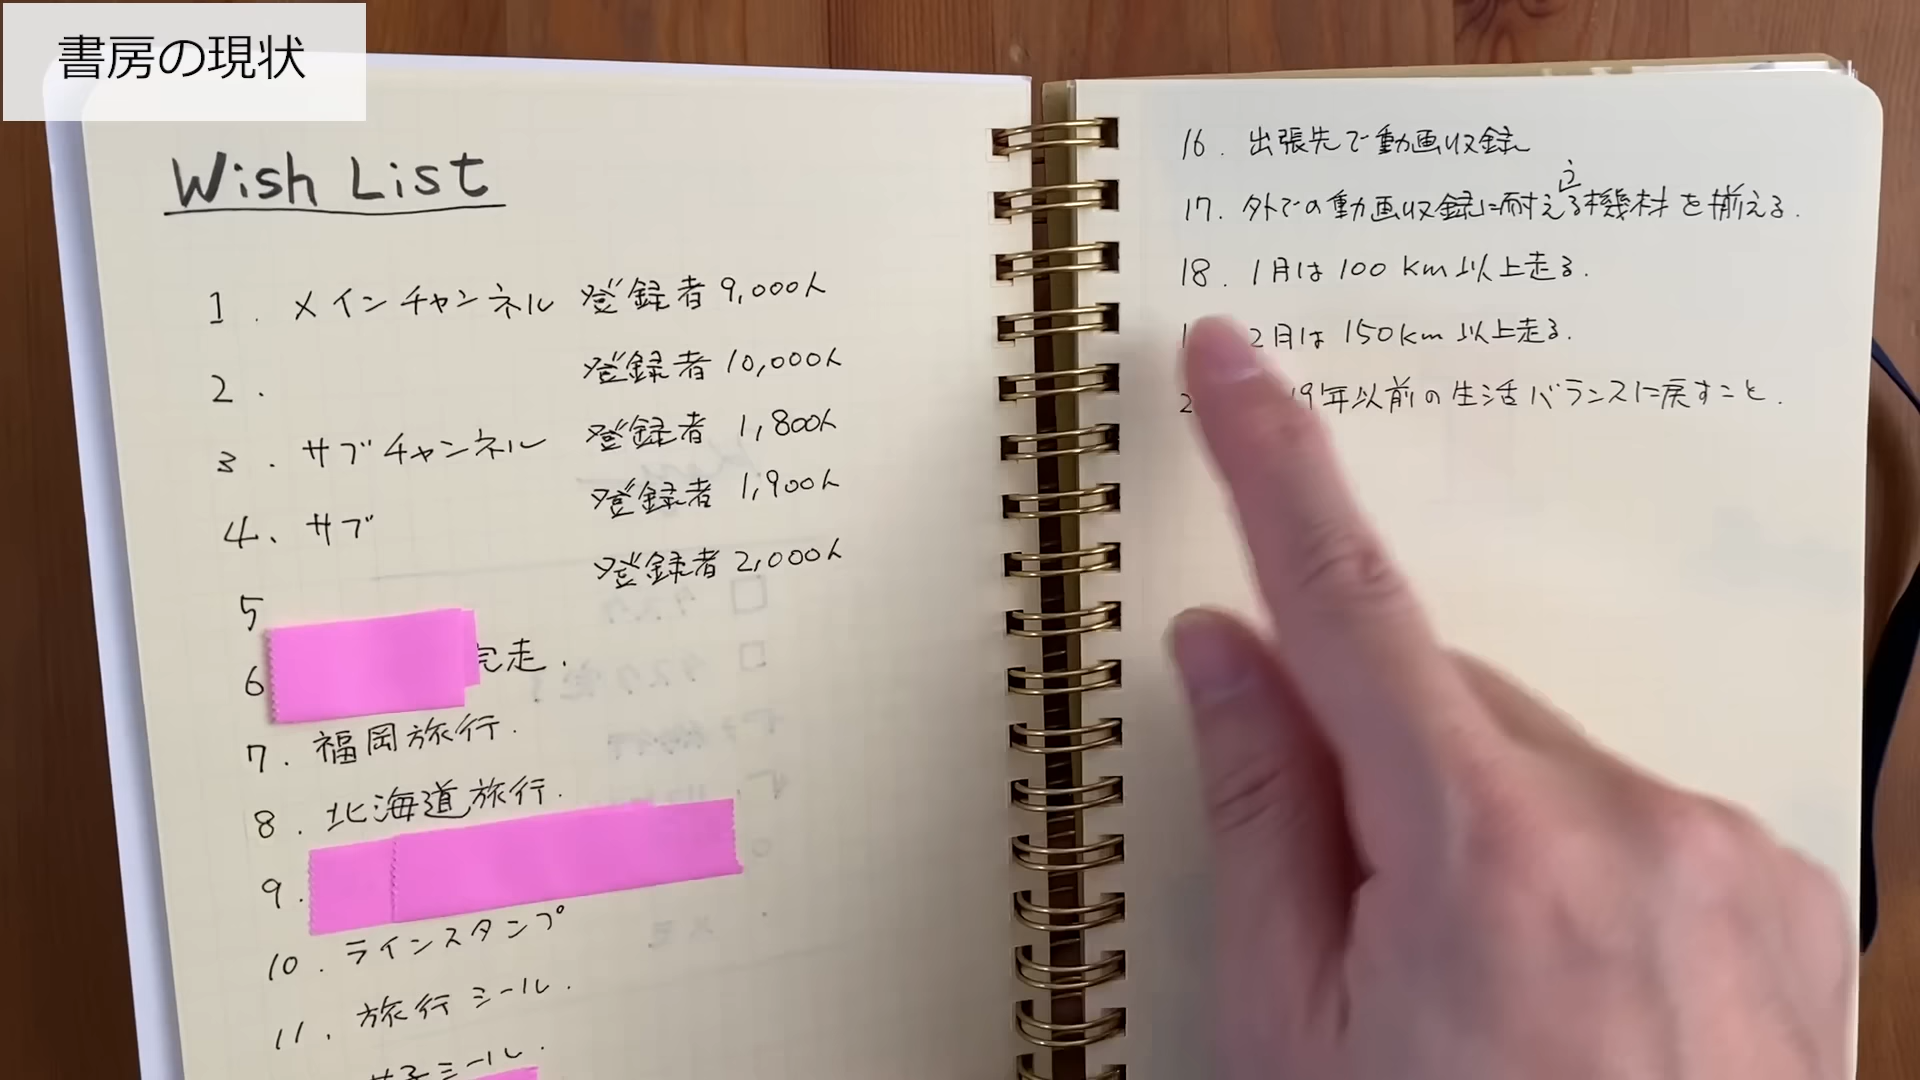 書房の現状
Wish List
1. メインチャンネル 登録者 9,000人
2. 登録者 10,000人
3. サブチャンネル 登録者 1,800人
4. サブ 登録者 1,900人
5 登録者 2,000人
6 完走.
7. 福岡旅行.
8. 北海道旅行.
9.
10. ラインスタンプ
11. 旅行シール.
シール.
16. 出張先で動画収録
17. 外での動画収録に耐えうる機材を揃える.
18. 1月は 100 km 以上走る.
1 2月は 150km 以上走る.
2 19年以前の生活バランスに戻すこと.